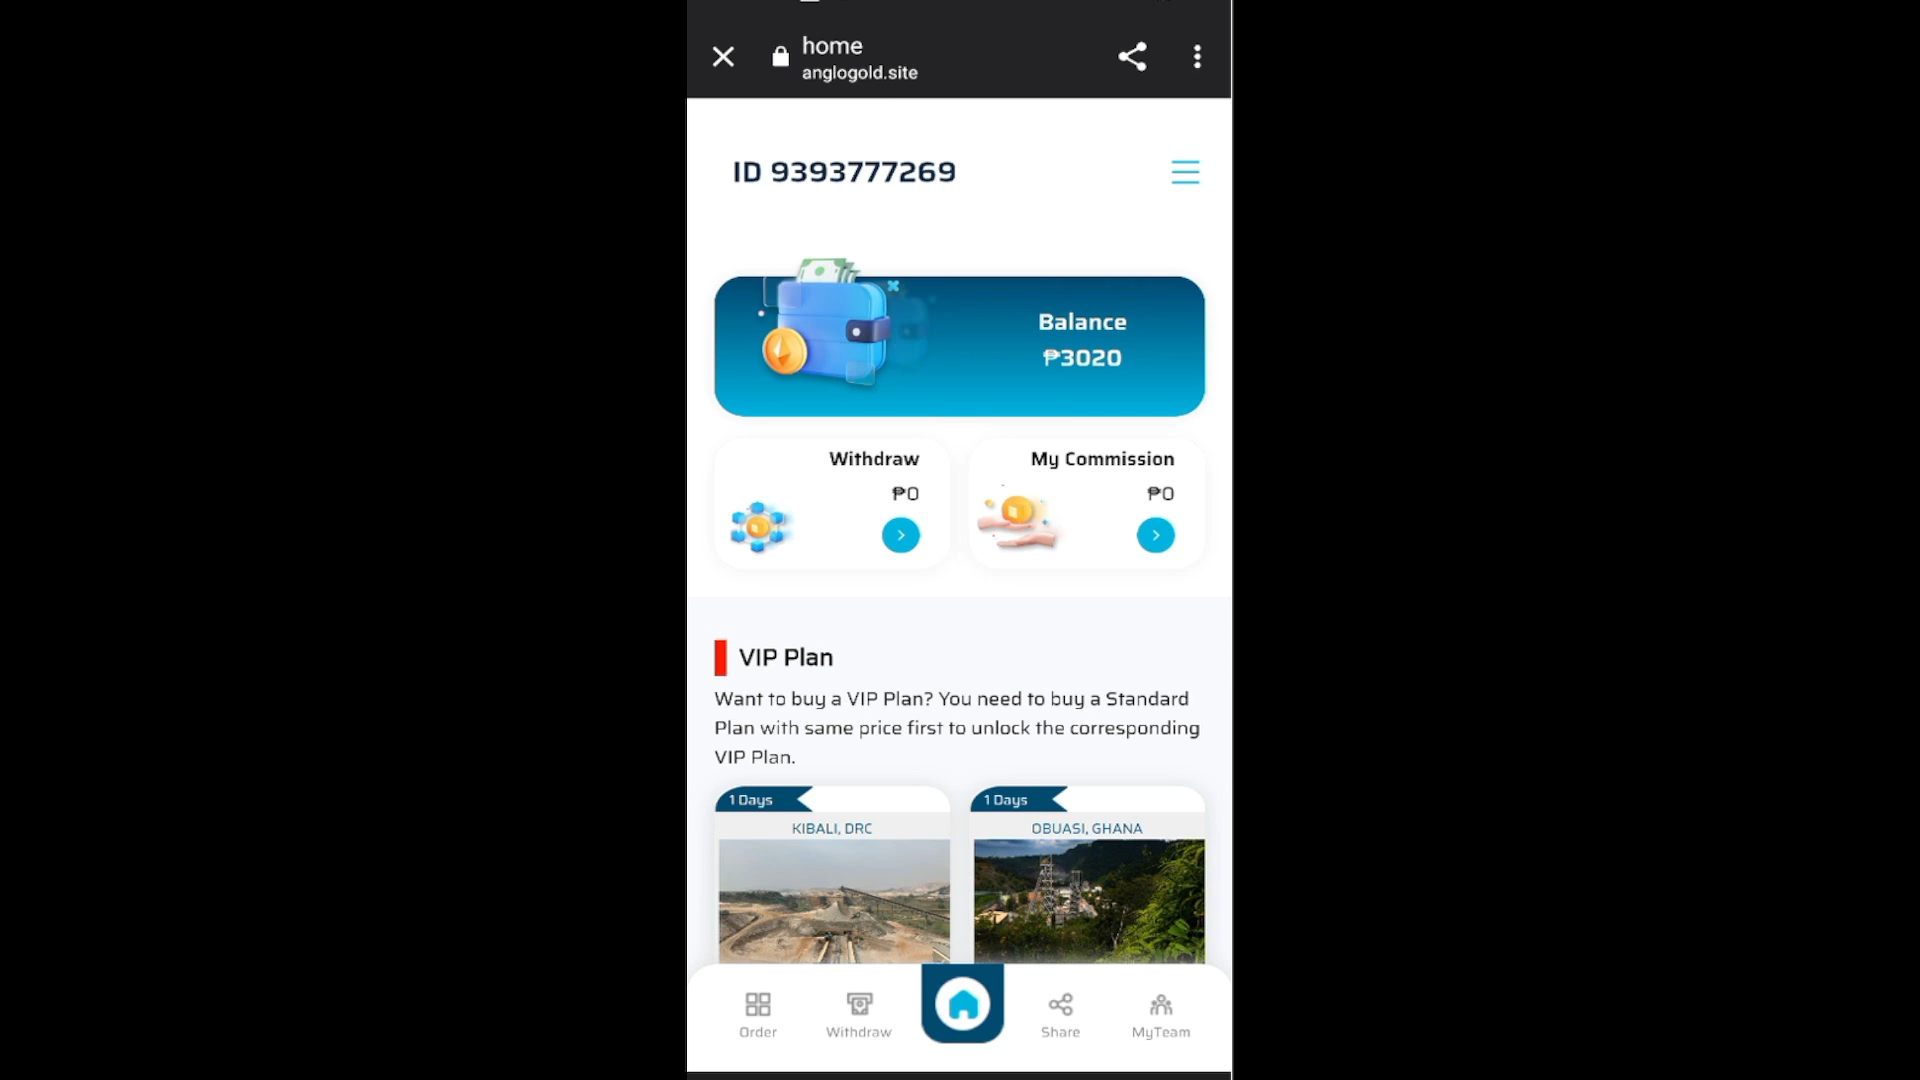 home
anglogold.site
ID 9393777269
Balance
₱3020
Withdraw
₱0
My Commission
₱0
VIP Plan
Want to buy a VIP Plan? You need to buy a Standard
Plan with same price first to unlock the corresponding
VIP Plan.
1 Days
KIBALI, DRC
1 Days
OBUASI, GHANA
Order
Withdraw
Share
MyTeam